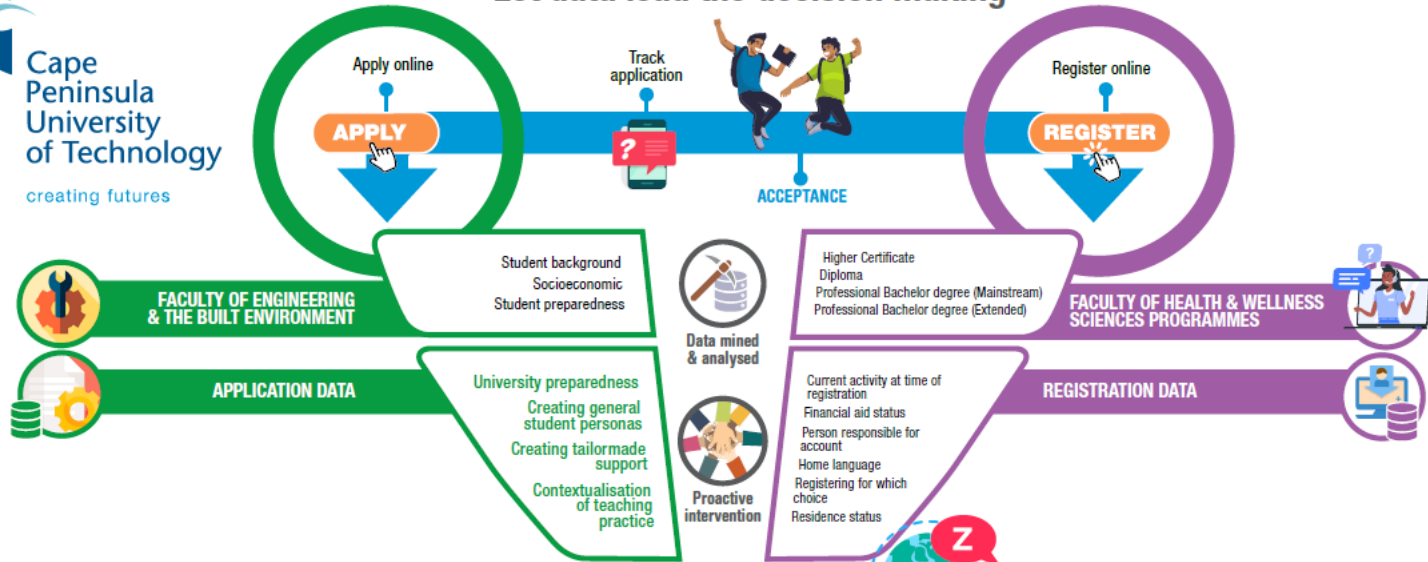 Cape
Peninsula
University
of Technology
creating futures
Apply online
APPLY
Track
application
?
ACCEPTANCE
Register online
REGISTER
Student background
Socioeconomic
Student preparedness
FACULTY OF ENGINEERING
& THE BUILT ENVIRONMENT
Data mined
& analysed
Higher Certificate
Diploma
Professional Bachelor degree (Mainstream)
Professional Bachelor degree (Extended)
FACULTY OF HEALTH & WELLNESS
SCIENCES PROGRAMMES
?
APPLICATION DATA
University preparedness
Creating general
student personas
Creating tailormade
support
Contextualisation
of teaching
practice
Proactive
intervention
Current activity at time of
registration
Financial aid status
Person responsible for
account
Home language
Registering for which
choice
Residence status
REGISTRATION DATA
Z